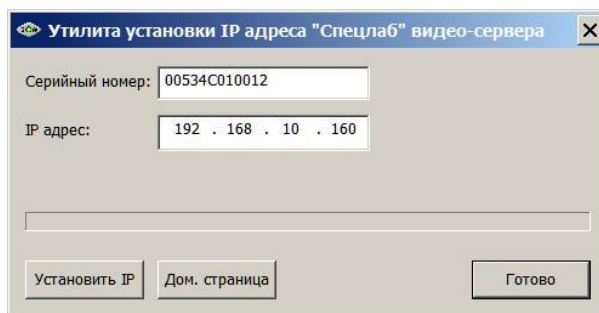 Утилита установки IP адреса "Спецлаб" видео-сервера
Серийный номер: 00534C010012
IP адрес: 192 . 168 . 10 . 160
Установить IP Дом. страница Готово